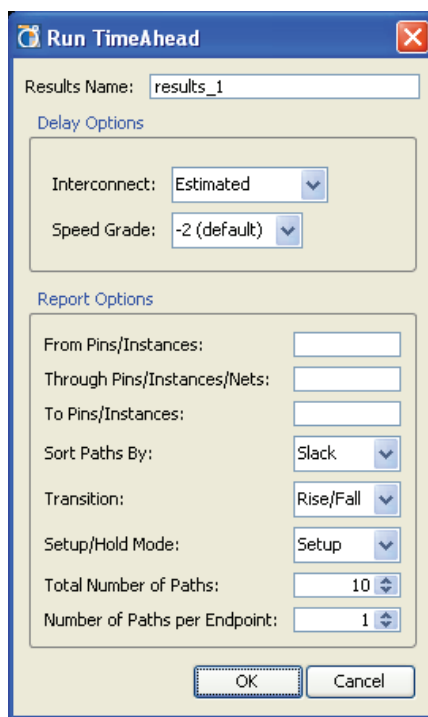 Run TimeAhead
Results Name: results_1
Delay Options
Interconnect: Estimated
Speed Grade: -2 (default)
Report Options
From Pins/Instances:
Through Pins/Instances/Nets:
To Pins/Instances:
Sort Paths By: Slack
Transition: Rise/Fall
Setup/Hold Mode: Setup
Total Number of Paths: 10
Number of Paths per Endpoint: 1
OK Cancel